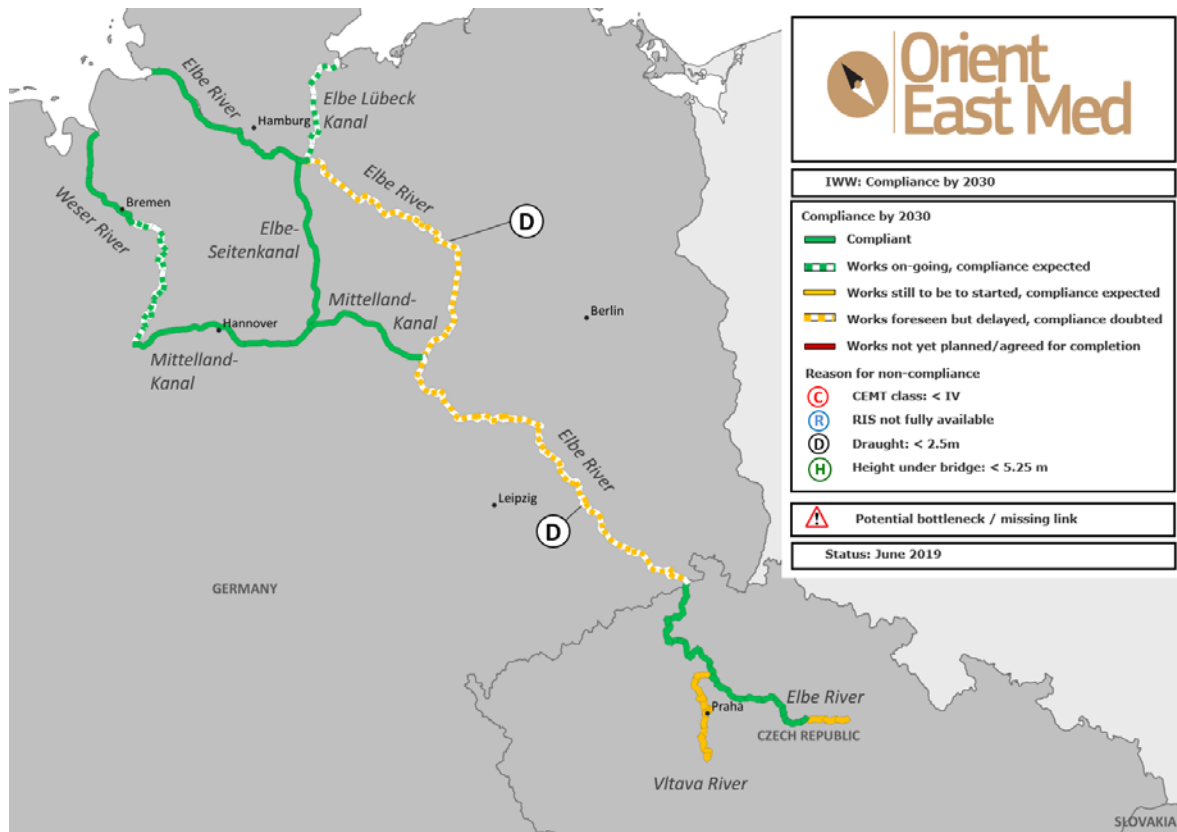 Orient
East Med
IWW: Compliance by 2030
Compliance by 2030
Compliant
Works on-going, compliance expected
Works still to be to started, compliance expected
Works foreseen but delayed, compliance doubted
Works not yet planned/agreed for completion
Reason for non-compliance
C CEMT class: < IV
R RIS not fully available
D Draught: < 2.5m
H Height under bridge: < 5.25 m
! Potential bottleneck / missing link
Status: June 2019
Elbe River
Elbe Lübeck
Kanal
Hamburg
Elbe River
D
Weser River
Bremen
Elbe-
Seitenkanal
Mittelland-
Kanal
Berlin
Hannover
Mittelland-
Kanal
Elbe River
Leipzig
D
GERMANY
Elbe River
Praha
CZECH REPUBLIC
Vltava River
SLOVAKIA